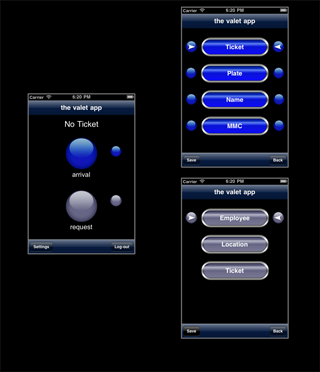 Carrier 6:20 PM
the valet app
No Ticket
arrival
request
Settings Log-out
Carrier 6:20 PM
the valet app
Ticket
Plate
Name
MMC
Save Back
Carrier 6:20 PM
the valet app
Employee
Location
Ticket
Save Back